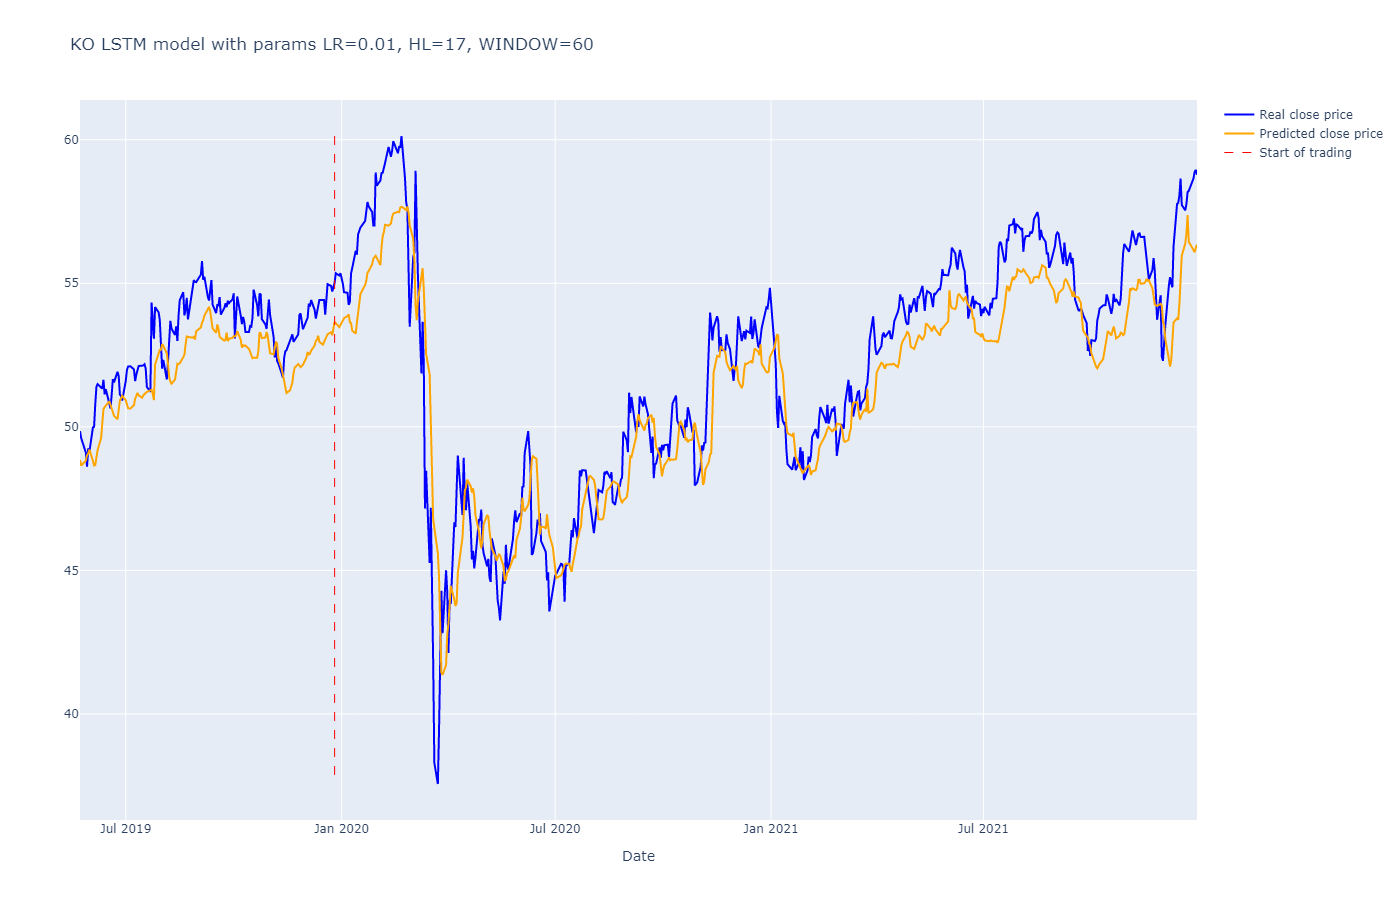 KO LSTM model with params LR=0.01, HL=17, WINDOW=60
Real close price
Predicted close price
Start of trading
60
55
50
45
40
Jul 2019
Jan 2020
Jul 2020
Jan 2021
Jul 2021
Date